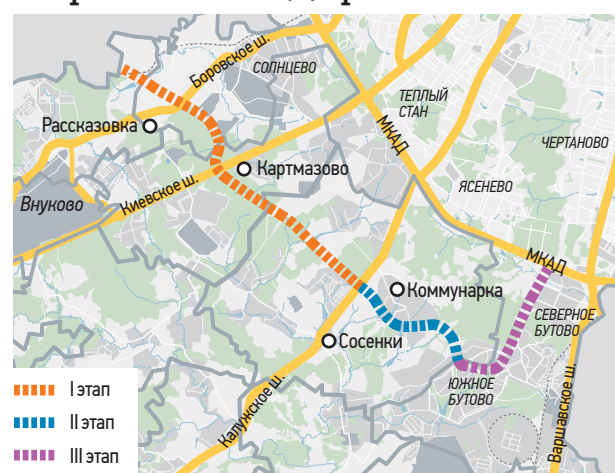 Боровское ш.
СОЛНЦЕВО
ТЕПЛЫЙ
СТАН
Рассказовка
МКАД
ЧЕРТАНОВО
Картмазово
ЯСЕНЕВО
Киевское ш.
Внуково
МКАД
Коммунарка
СЕВЕРНОЕ
БУТОВО
Сосенки
ЮЖНОЕ
БУТОВО
Калужское ш.
Варшавское ш.
I этап
II этап
III этап